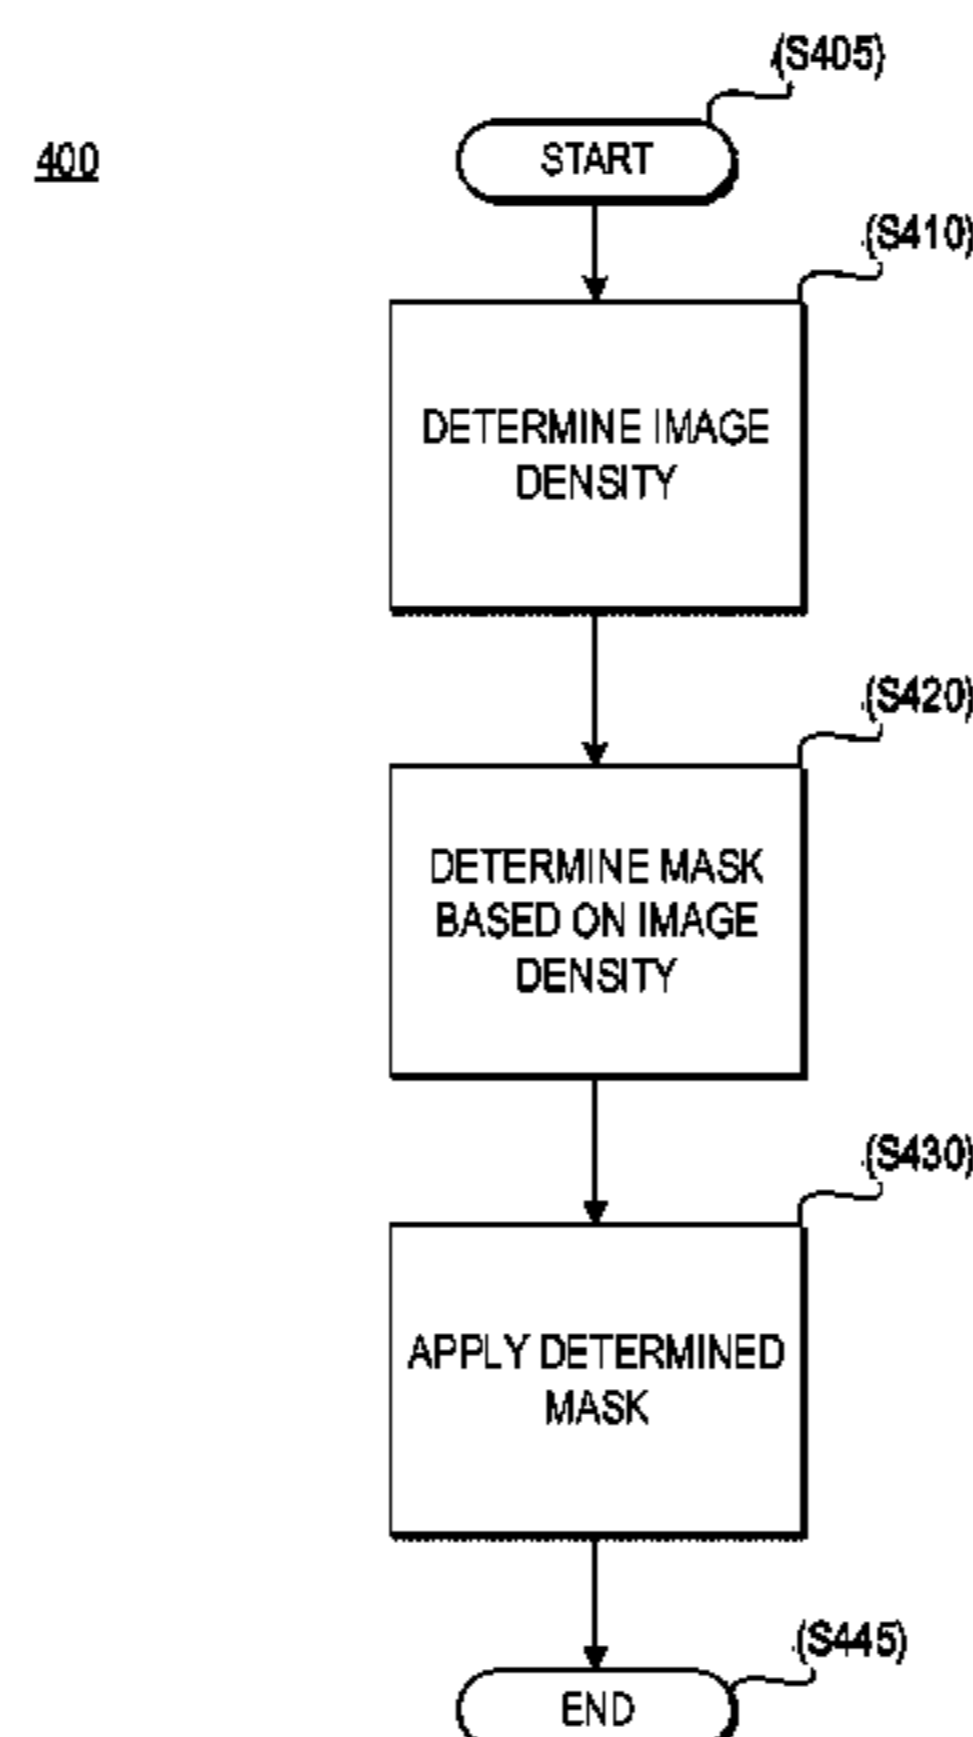 (S405)
400
START
(S410)
DETERMINE IMAGE
DENSITY
(S420)
DETERMINE MASK
BASED ON IMAGE
DENSITY
(S430)
APPLY DETERMINED
MASK
(S445)
END